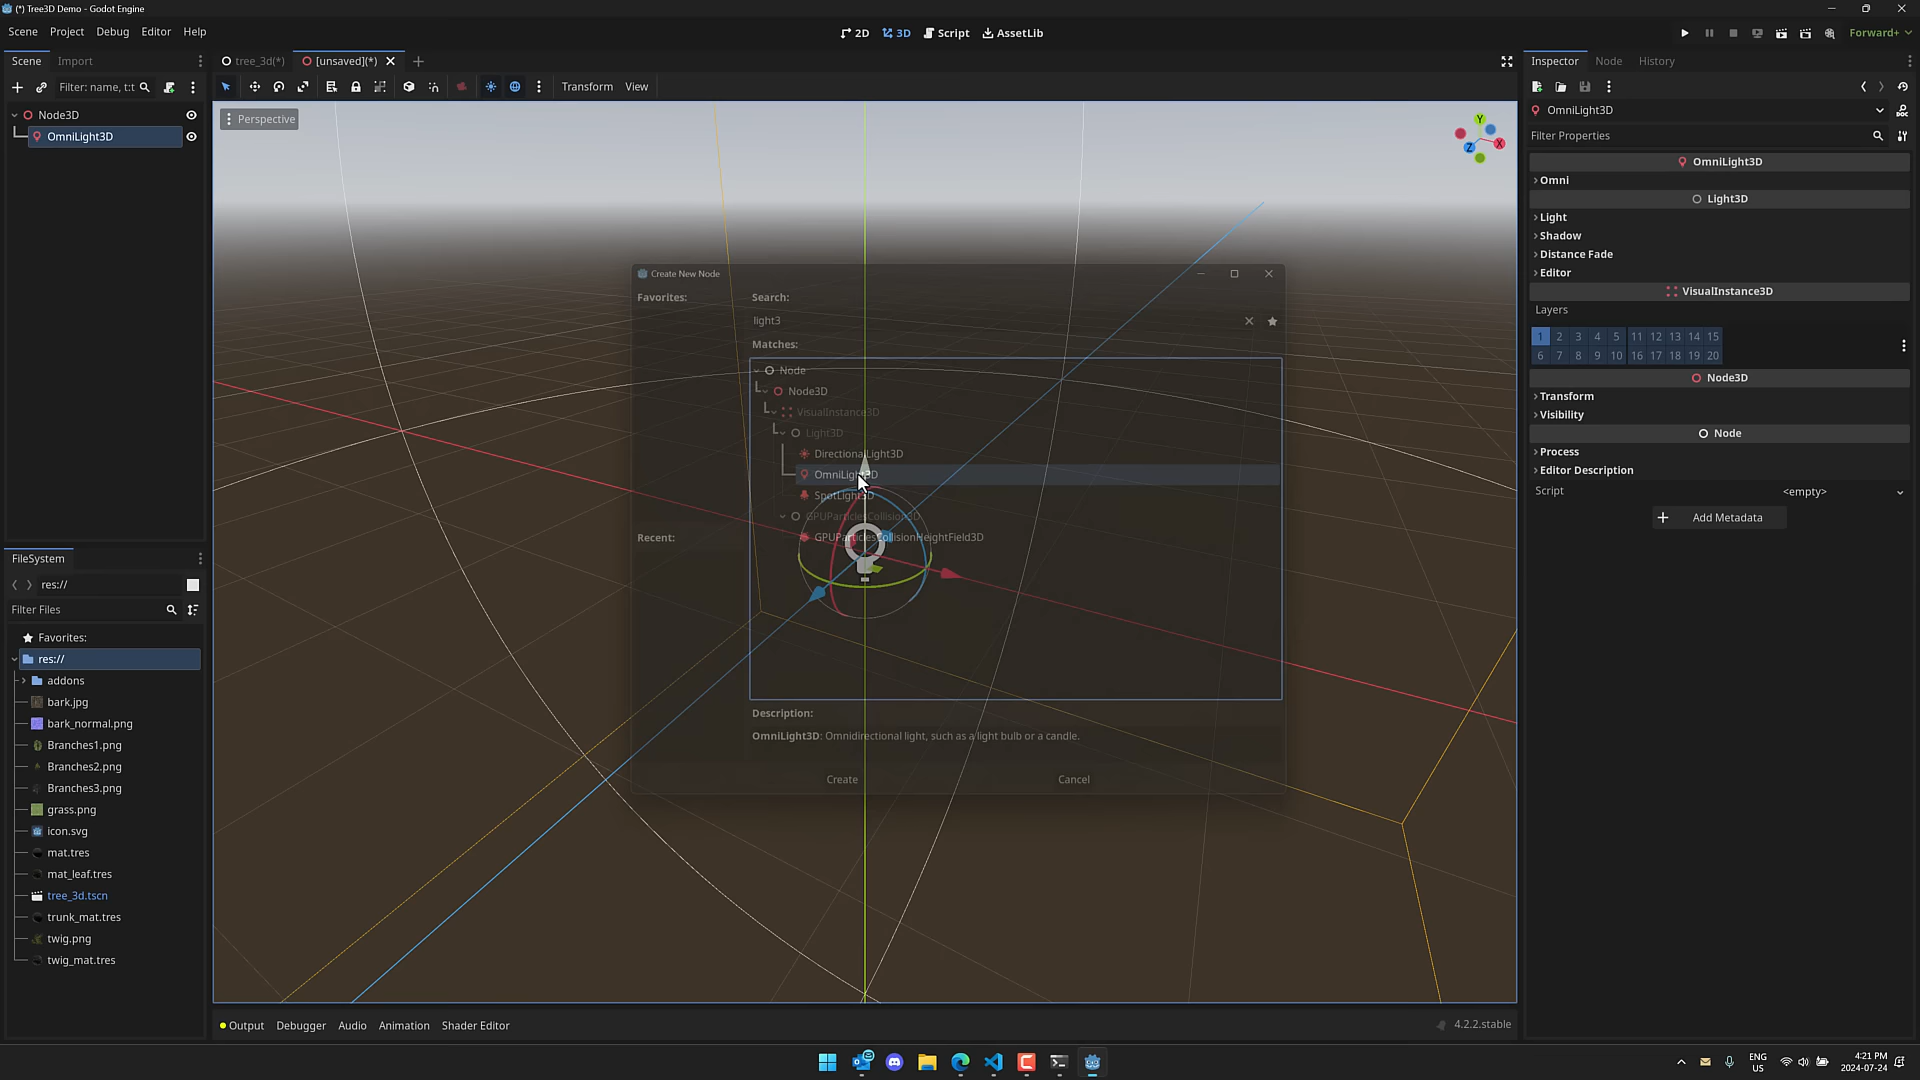 (*) Tree3D Demo - Godot Engine
Scene Project Debug Editor Help
2D 3D Script AssetLib
Forward+
Scene Import
tree_3d(*) [unsaved](*)
Inspector Node History
Filter: name, t:t
Transform View
Node3D
OmniLight3D
Perspective
Y
X
Z
OmniLight3D
Filter Properties
OmniLight3D
Omni
Light3D
Light
Shadow
Distance Fade
Editor
VisualInstance3D
Layers
1 2 3 4 5 11 12 13 14 15
6 7 8 9 10 16 17 18 19 20
Node3D
Transform
Visibility
Node
Process
Editor Description
Script <empty>
Add Metadata
Create New Node
Favorites:
Search:
light3
Matches:
Node
Node3D
VisualInstance3D
Light3D
DirectionalLight3D
OmniLight3D
SpotLight3D
GPUParticlesCollision3D
GPUParticlesCollisionHeightField3D
Recent:
Description:
OmniLight3D: Omnidirectional light, such as a light bulb or a candle.
Create Cancel
FileSystem
res://
Filter Files
Favorites:
res://
addons
bark.jpg
bark_normal.png
Branches1.png
Branches2.png
Branches3.png
grass.png
icon.svg
mat.tres
mat_leaf.tres
tree_3d.tscn
trunk_mat.tres
twig.png
twig_mat.tres
Output Debugger Audio Animation Shader Editor
4.2.2.stable
ENG
US
4:21 PM
2024-07-24